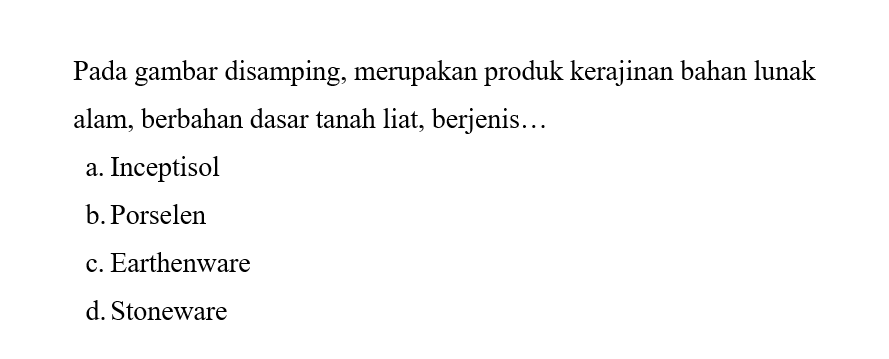 Pada gambar disamping, merupakan produk kerajinan bahan lunak
alam, berbahan dasar tanah liat, berjenis…
a. Inceptisol
b. Porselen
c. Earthenware
d. Stoneware